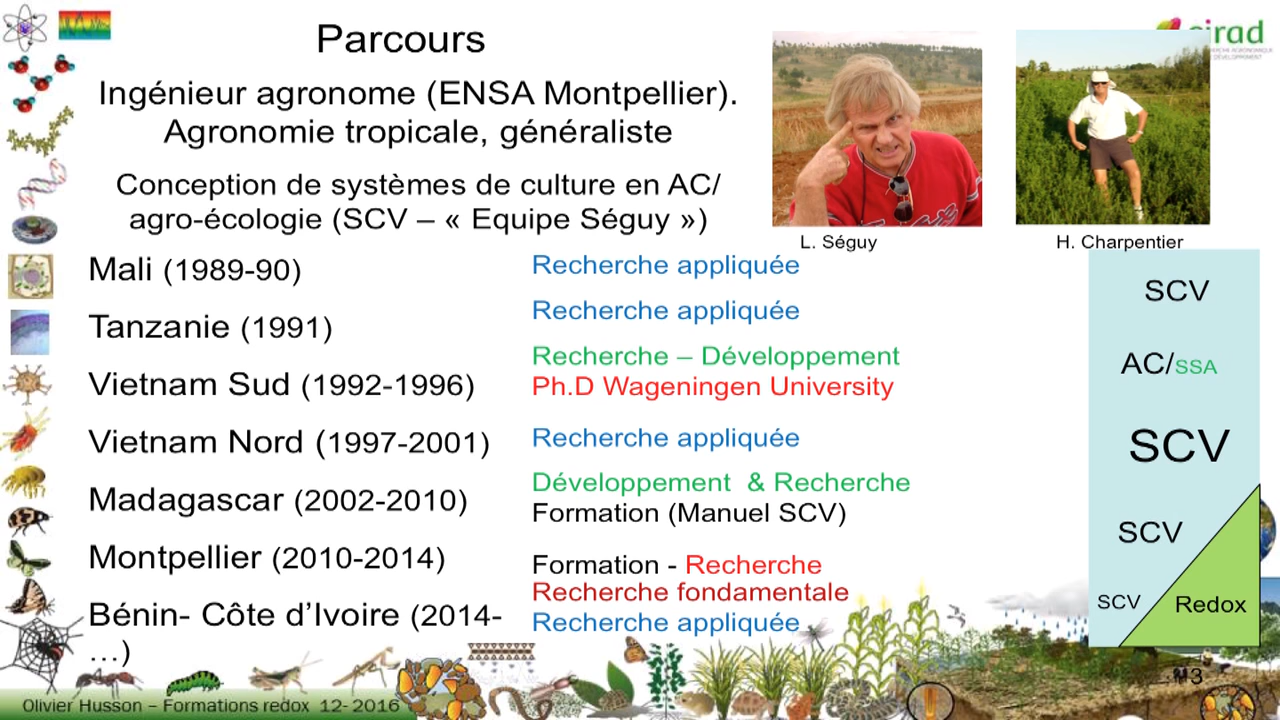 Parcours
cirad
Ingénieur agronome (ENSA Montpellier).
Agronomie tropicale, généraliste
Conception de systèmes de culture en AC/
agro-écologie (SCV – « Equipe Séguy »)
L. Séguy
H. Charpentier
Mali (1989-90)
Recherche appliquée
SCV
Tanzanie (1991)
Recherche appliquée
AC/SSA
Vietnam Sud (1992-1996)
Recherche – Développement
Ph.D Wageningen University
Vietnam Nord (1997-2001)
Recherche appliquée
SCV
Madagascar (2002-2010)
Développement & Recherche
Formation (Manuel SCV)
SCV
Montpellier (2010-2014)
Formation - Recherche
Recherche fondamentale
SCV
Redox
Bénin- Côte d’Ivoire (2014-
…)
Recherche appliquée
Olivier Husson – Formations redox 12- 2016